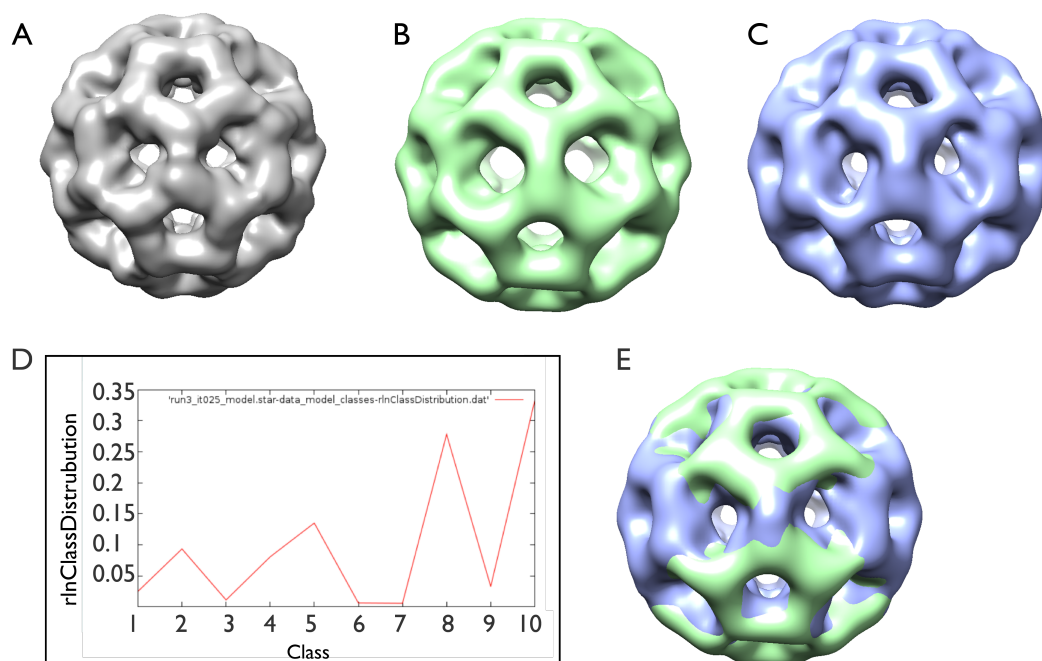 A
B
C
D
E
rlnClassDistrubution
0.35
0.3
0.25
0.2
0.15
0.1
0.05
'run3_it025_model.star-data_model_classes-rlnClassDistribution.dat'
1 2 3 4 5 6 7 8 9 10
Class